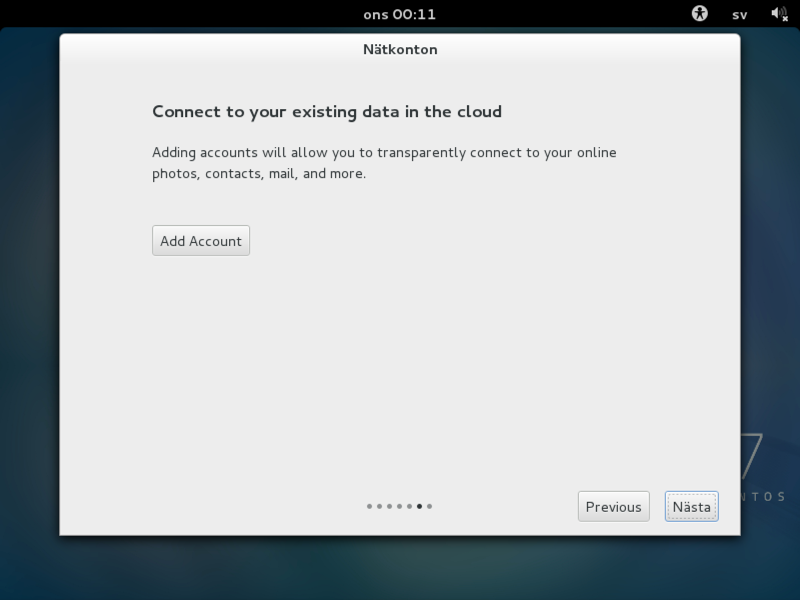 ons 00:11
sv
Nätkonton
Connect to your existing data in the cloud
Adding accounts will allow you to transparently connect to your online
photos, contacts, mail, and more.
Add Account
7
NTOS
Previous
Nästa